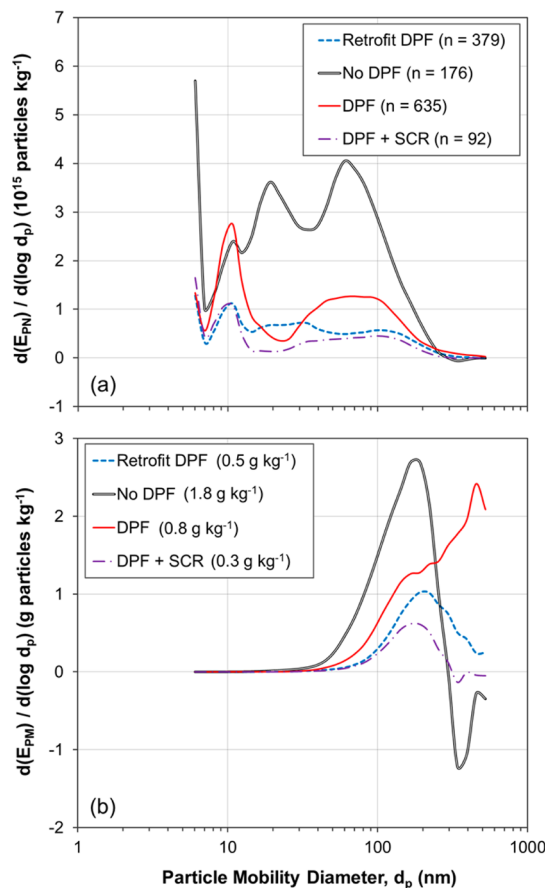 7
6
5
4
3
2
1
0
-1
d(E_PN) / d(log d_p) (10^15 particles kg^-1)
Retrofit DPF (n = 379)
No DPF (n = 176)
DPF (n = 635)
DPF + SCR (n = 92)
(a)
3
2
1
0
-1
-2
d(E_PM) / d(log d_p) (g particles kg^-1)
Retrofit DPF (0.5 g kg^-1)
No DPF (1.8 g kg^-1)
DPF (0.8 g kg^-1)
DPF + SCR (0.3 g kg^-1)
(b)
1 10 100 1000
Particle Mobility Diameter, d_p (nm)